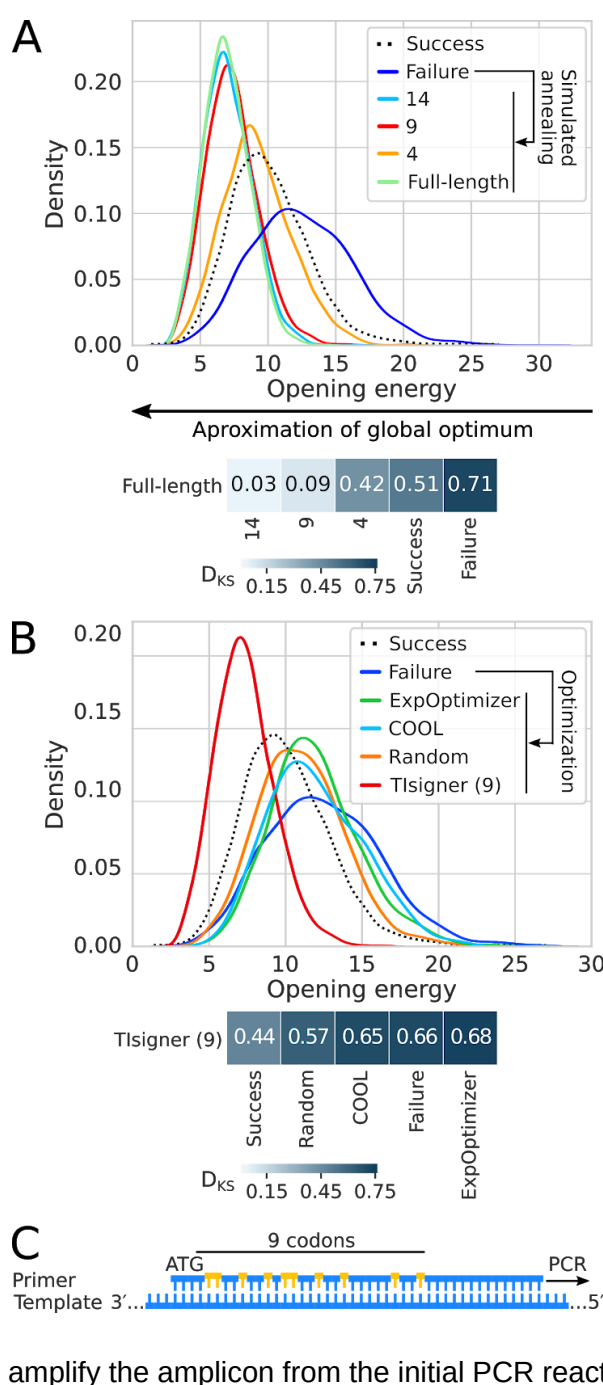 A
0.20
0.15
0.10
0.05
0.00
Density
Success
Failure
14
9
4
Full-length
Simulated
annealing
0 5 10 15 20 25 30
Opening energy
Aproximation of global optimum
Full-length 0.03 0.09 0.42 0.51 0.71
14 9 4 Success Failure
DKS 0.15 0.45 0.75
B
0.20
0.15
0.10
0.05
0.00
Density
Success
Failure
ExpOptimizer
COOL
Random
TIsigner (9)
Optimization
0 5 10 15 20 25 30
Opening energy
TIsigner (9) 0.44 0.57 0.65 0.66 0.68
Success Random COOL Failure ExpOptimizer
DKS 0.15 0.45 0.75
C
9 codons
ATG PCR
Primer
Template 3′... ...5′
amplify the amplicon from the initial PCR react